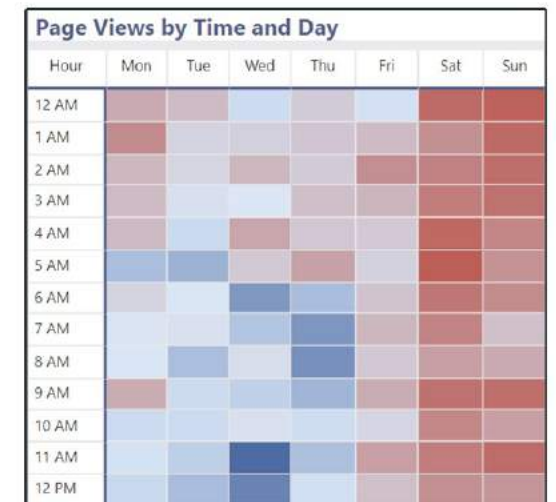 Page Views by Time and Day
Hour Mon Tue Wed Thu Fri Sat Sun
12 AM
1 AM
2 AM
3 AM
4 AM
5 AM
6 AM
7 AM
8 AM
9 AM
10 AM
11 AM
12 PM